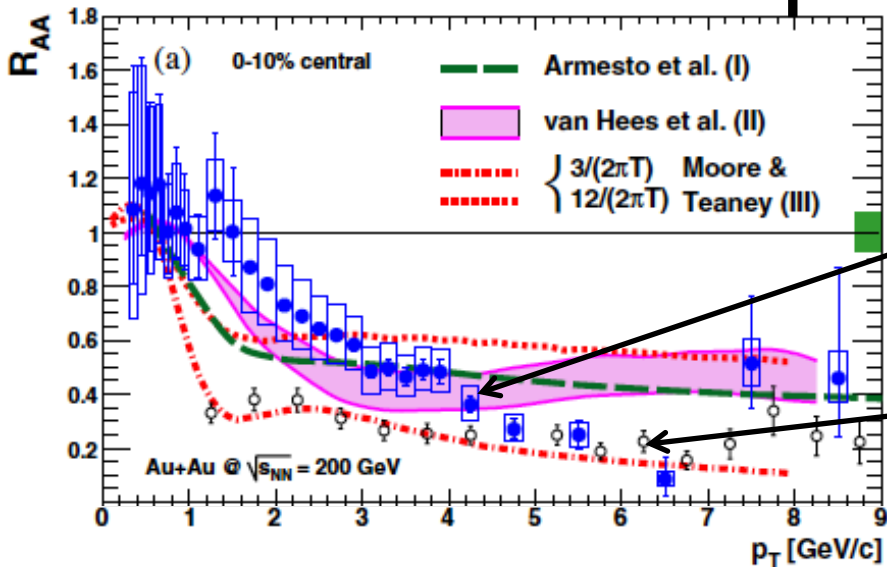 R_AA
1.8
1.6
1.4
1.2
1
0.8
0.6
0.4
0.2
(a) 0-10% central
Armesto et al. (I)
van Hees et al. (II)
3/(2πT) Moore &
12/(2πT) Teaney (III)
Au+Au @ √s_NN = 200 GeV
0 1 2 3 4 5 6 7 8 9
p_T [GeV/c]